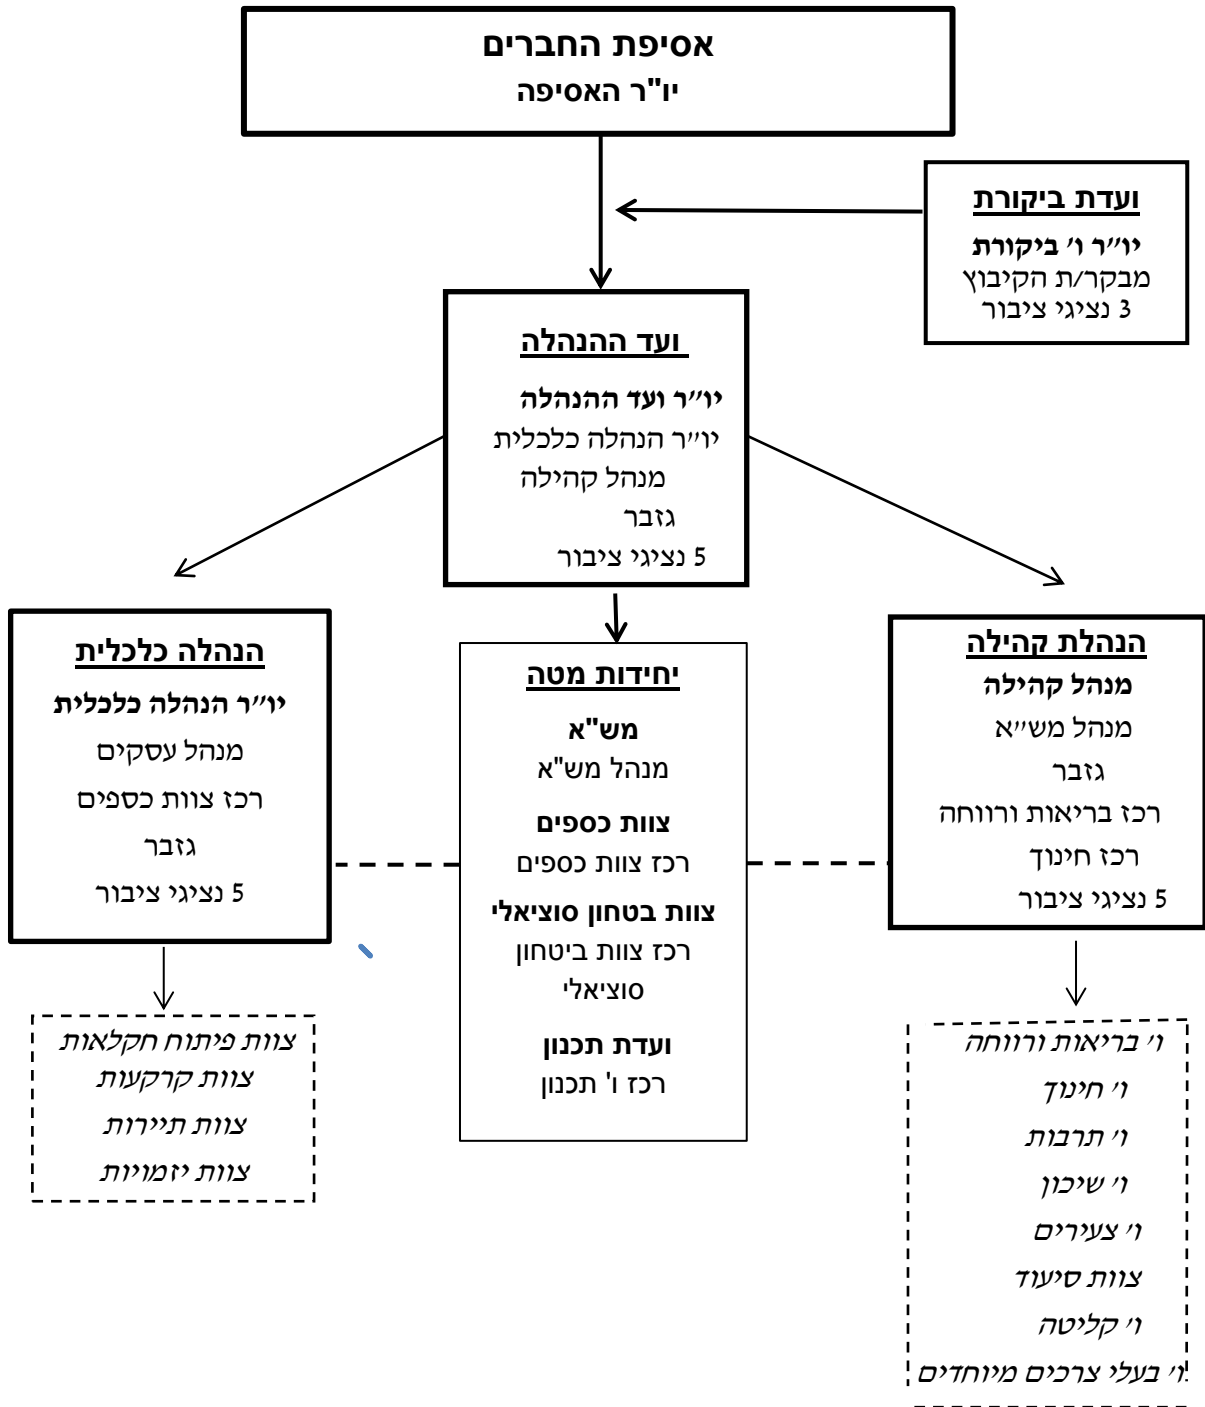 אסיפת החברים
יו"ר האסיפה
ועדת ביקורת
יו״ר ו׳ ביקורת
מבקר/ת הקיבוץ
3 נציגי ציבור
ועד ההנהלה
יו״ר ועד ההנהלה
יו״ר הנהלה כלכלית
מנהל קהילה
גזבר
5 נציגי ציבור
הנהלת קהילה
מנהל קהילה
מנהל מש״א
גזבר
רכז בריאות ורווחה
רכז חינוך
5 נציגי ציבור
יחידות מטה
מש"א
מנהל מש"א
צוות כספים
רכז צוות כספים
צוות בטחון סוציאלי
רכז צוות ביטחון
סוציאלי
ועדת תכנון
רכז ו' תכנון
הנהלה כלכלית
יו״ר הנהלה כלכלית
מנהל עסקים
רכז צוות כספים
גזבר
5 נציגי ציבור
ו׳ בריאות ורווחה
ו׳ חינוך
ו׳ תרבות
ו׳ שיכון
ו׳ צעירים
צוות סיעוד
ו׳ קליטה
ו׳ בעלי צרכים מיוחדים
צוות פיתוח חקלאות
צוות קרקעות
צוות תיירות
צוות יזמויות